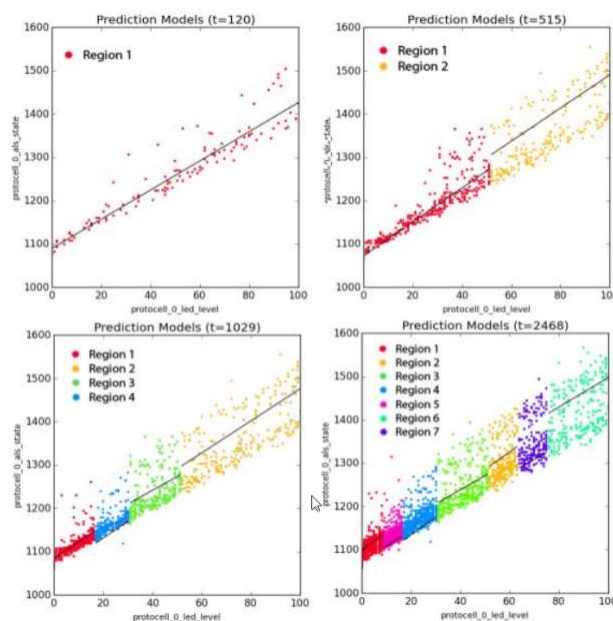 Prediction Models (t=120)
Region 1
1600
1500
1400
1300
1200
1100
1000
protocell_0_als_state
0 20 40 60 80 100
protocell_0_led_level
Prediction Models (t=515)
Region 1
Region 2
1600
1500
1400
1300
1200
1100
1000
0 20 40 60 80 100
protocell_0_led_level
Prediction Models (t=1029)
Region 1
Region 2
Region 3
Region 4
1600
1500
1400
1300
1200
1100
1000
protocell_0_als_state
0 20 40 60 80 100
protocell_0_led_level
Prediction Models (t=2468)
Region 1
Region 2
Region 3
Region 4
Region 5
Region 6
Region 7
1600
1500
1400
1300
1200
1100
1000
protocell_0_als_state
0 20 40 60 80 100
protocell_0_led_level